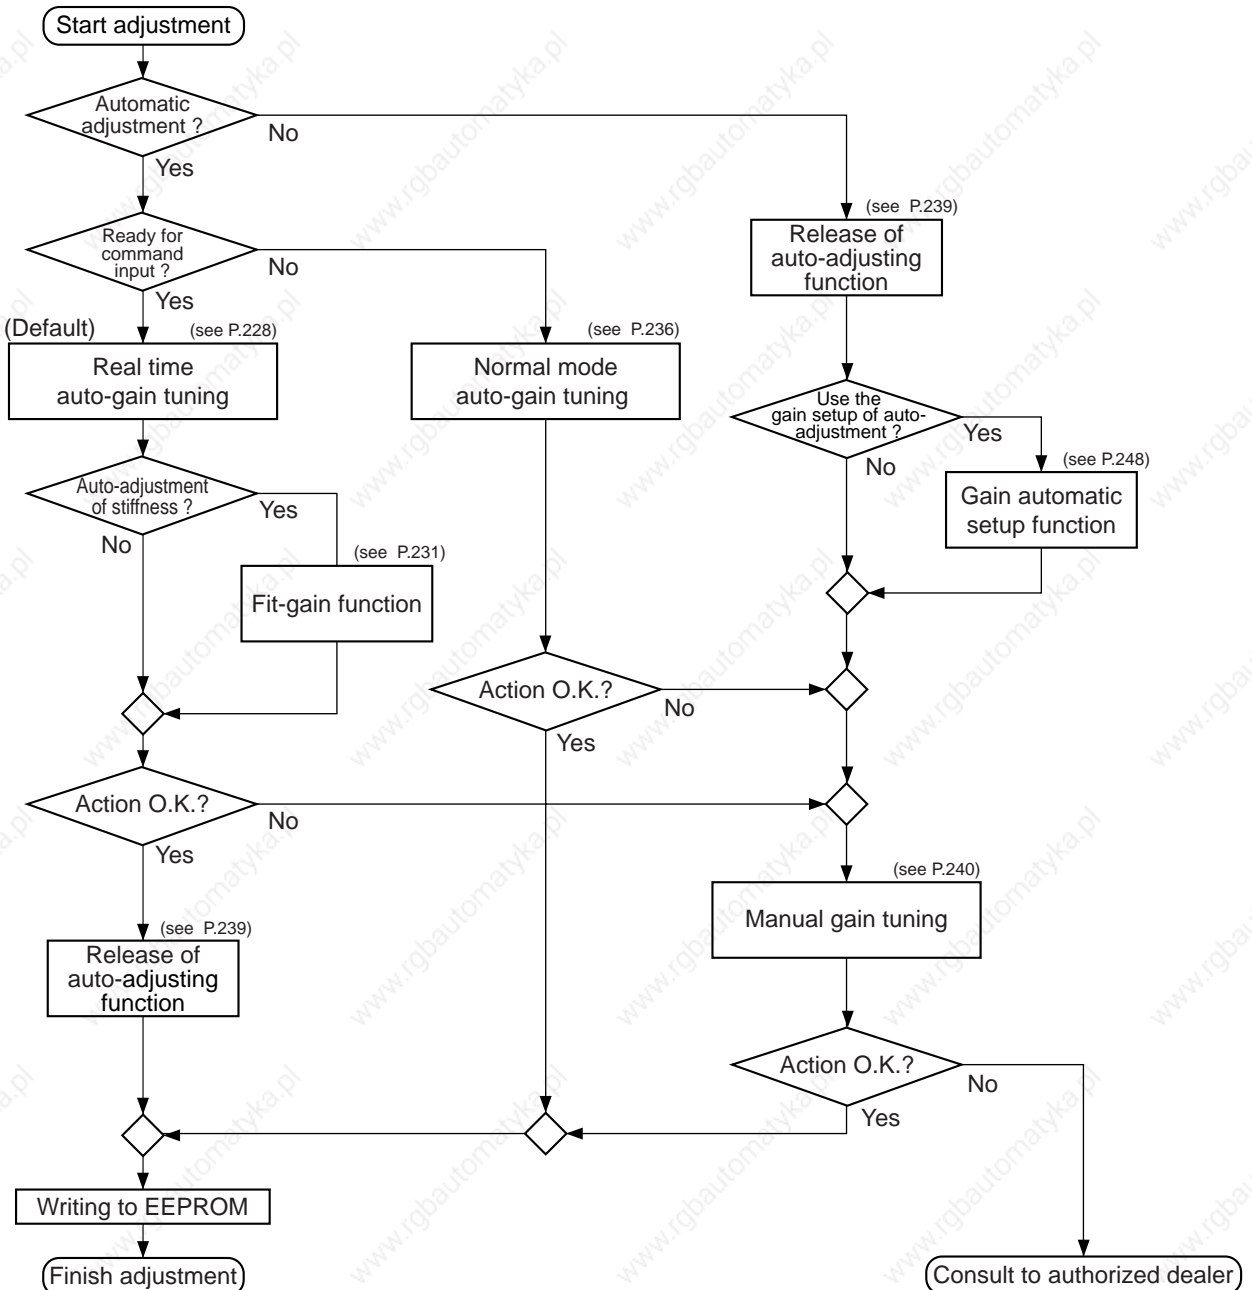 Start adjustment
Automatic
adjustment ?
No
Yes
(see P.239)
Ready for
command
input ?
No
Yes
Release of
auto-adjusting
function
(Default)
(see P.228)
(see P.236)
Real time
auto-gain tuning
Normal mode
auto-gain tuning
Use the
gain setup of auto-
adjustment ?
Yes
No
(see P.248)
Gain automatic
setup function
Auto-adjustment
of stiffness ?
Yes
No
(see P.231)
Fit-gain function
Action O.K.?
No
Yes
Action O.K.?
No
Yes
(see P.240)
Manual gain tuning
(see P.239)
Release of
auto-adjusting
function
Action O.K.?
No
Yes
Writing to EEPROM
Finish adjustment
Consult to authorized dealer
www.rgbautomatyka.pl